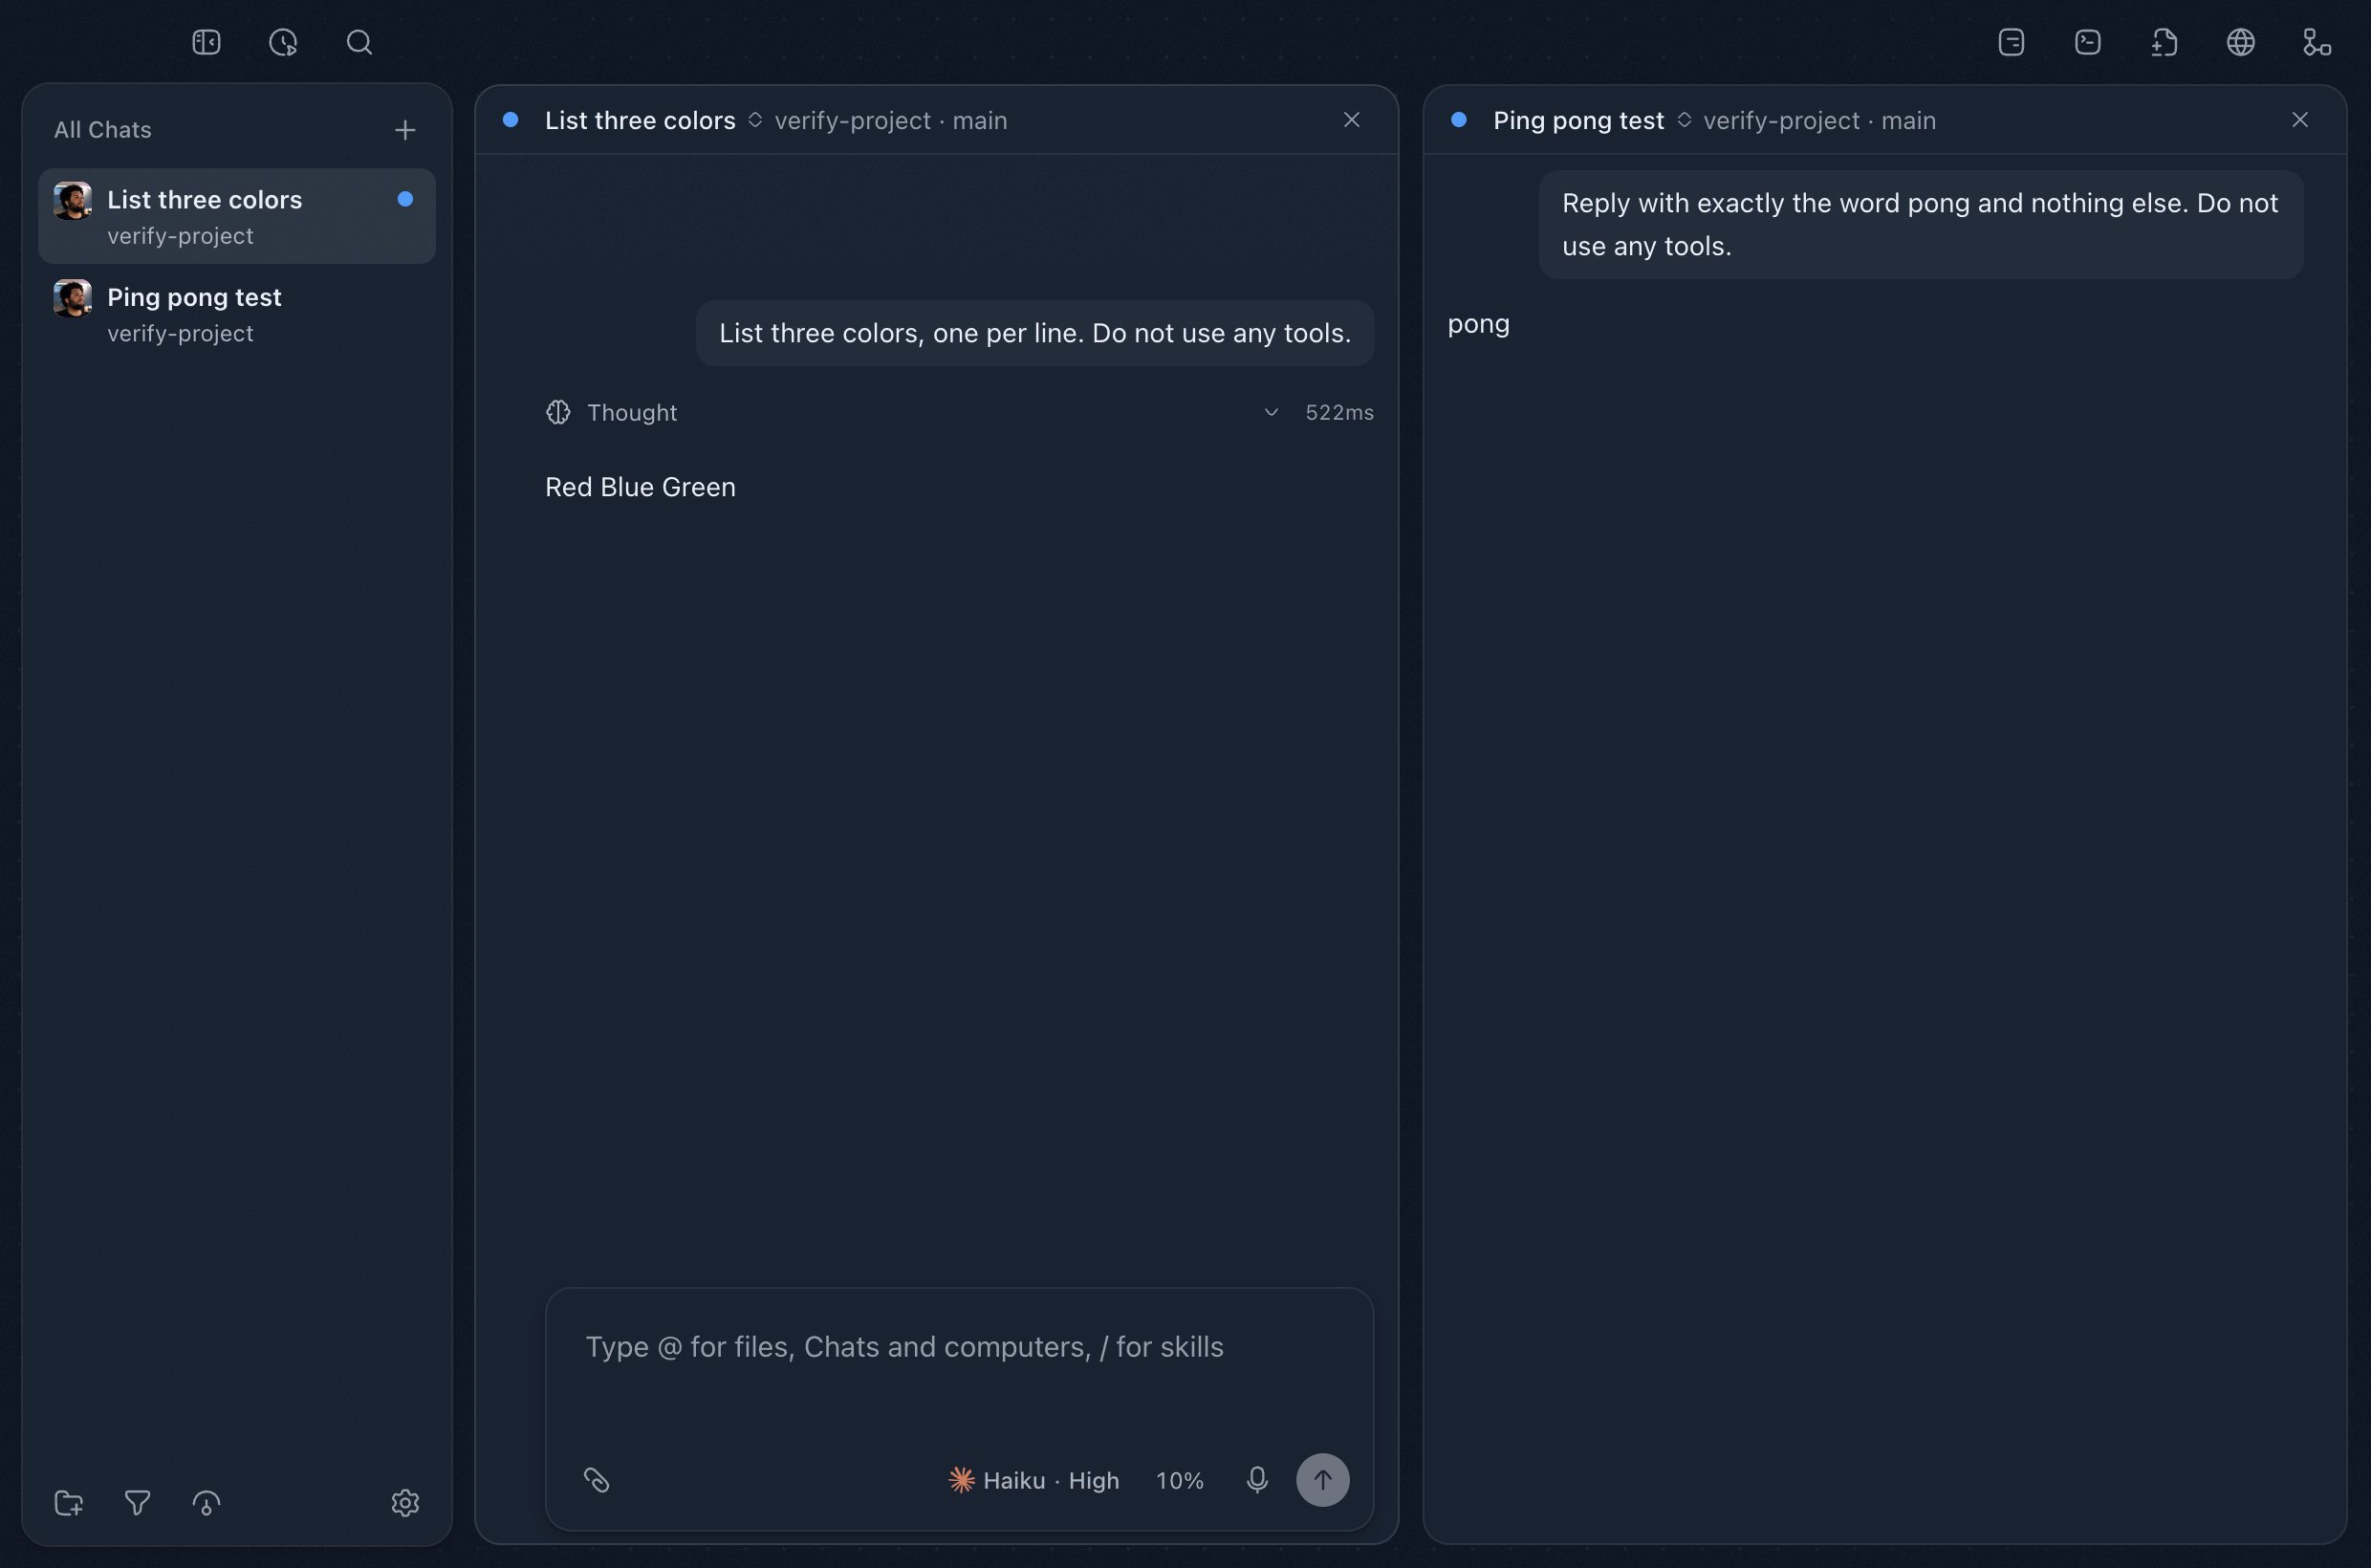 All Chats
List three colors
verify-project
Ping pong test
verify-project
List three colors verify-project · main
List three colors, one per line. Do not use any tools.
Thought 522ms
Red Blue Green
Type @ for files, Chats and computers, / for skills
Haiku · High 10%
Ping pong test verify-project · main
Reply with exactly the word pong and nothing else. Do not
use any tools.
pong